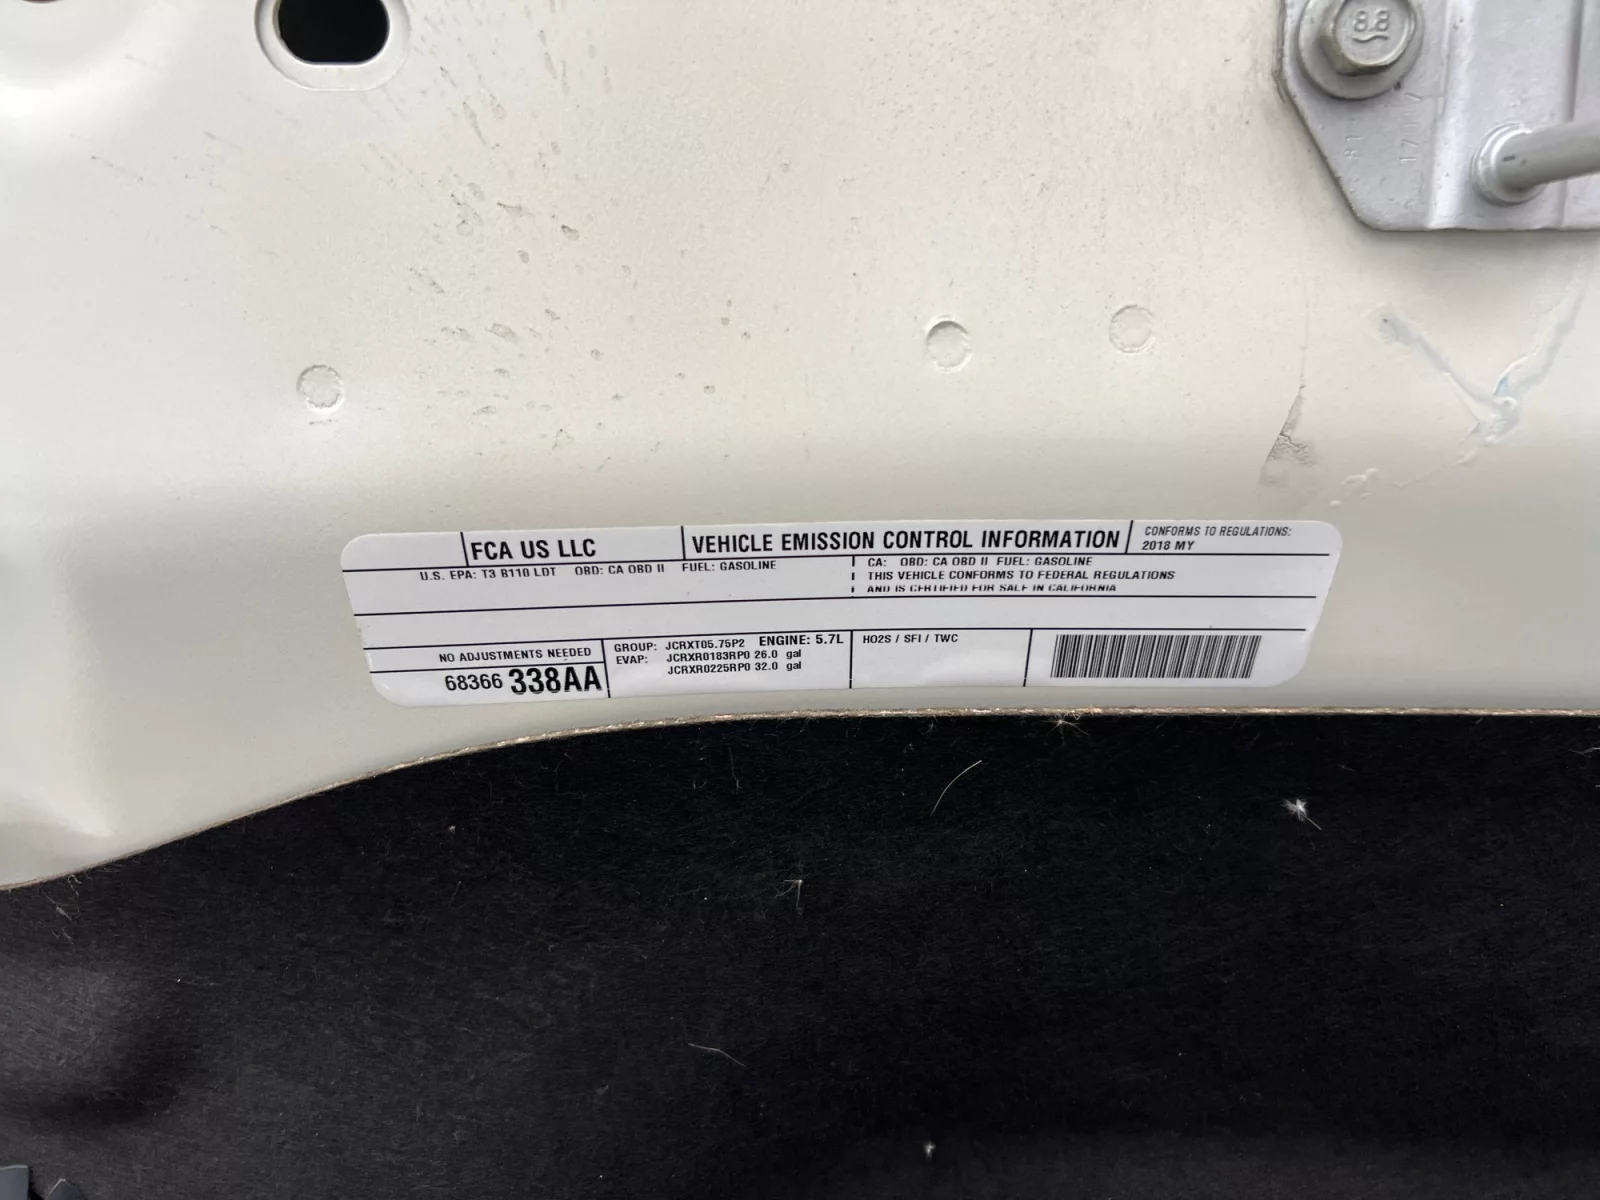 8.8
FCA US LLC
VEHICLE EMISSION CONTROL INFORMATION
CONFORMS TO REGULATIONS:
2018 MY
U.S. EPA: T3 B110 LDT OBD: CA OBD II FUEL: GASOLINE
CA: OBD: CA OBD II FUEL: GASOLINE
THIS VEHICLE CONFORMS TO FEDERAL REGULATIONS
AND IS CERTIFIED FOR SALE IN CALIFORNIA
NO ADJUSTMENTS NEEDED
68366 338AA
GROUP: JCRXT05.75P2 ENGINE: 5.7L
EVAP: JCRXR0183RP0 26.0 gal
JCRXR0225RP0 32.0 gal
HO2S / SFI / TWC